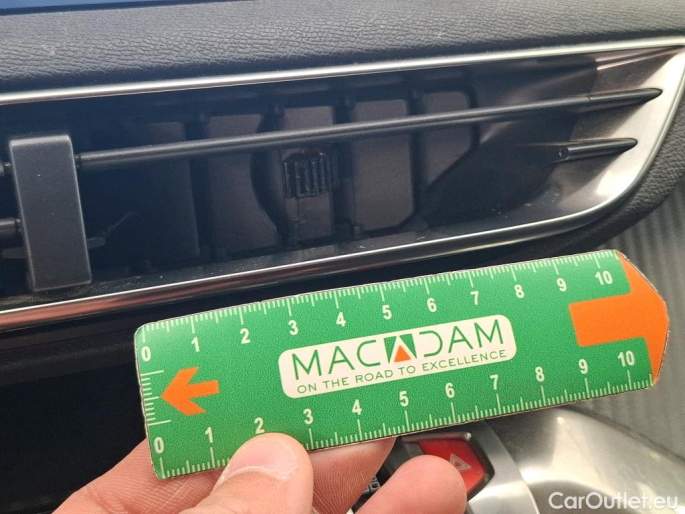 0 1 2 3 4 5 6 7 8 9 10
MACADAM
ON THE ROAD TO EXCELLENCE
0 1 2 3 4 5 6 7 8 9 10
CarOutlet.eu